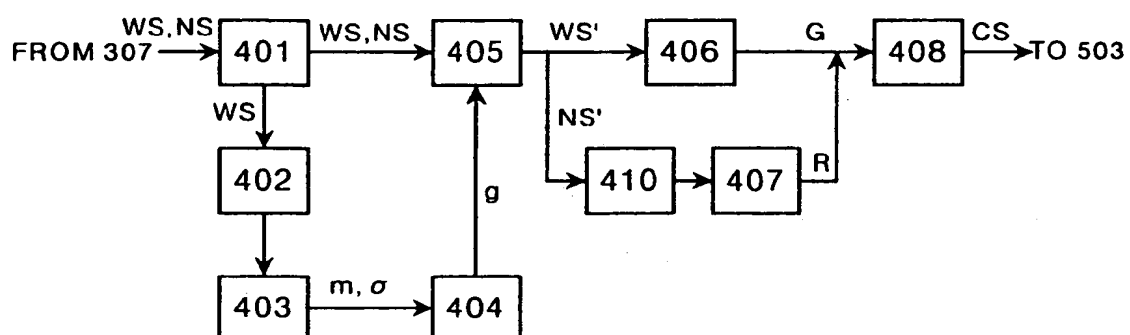 WS,NS
FROM 307
401
WS,NS
405
WS'
406
G
408
CS
TO 503
WS
NS'
402
410
407
R
g
403
m, σ
404